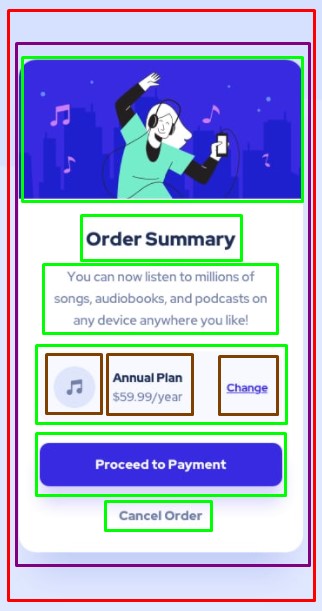 Order Summary
You can now listen to millions of
songs, audiobooks, and podcasts on
any device anywhere you like!
Annual Plan
$59.99/year
Change
Proceed to Payment
Cancel Order